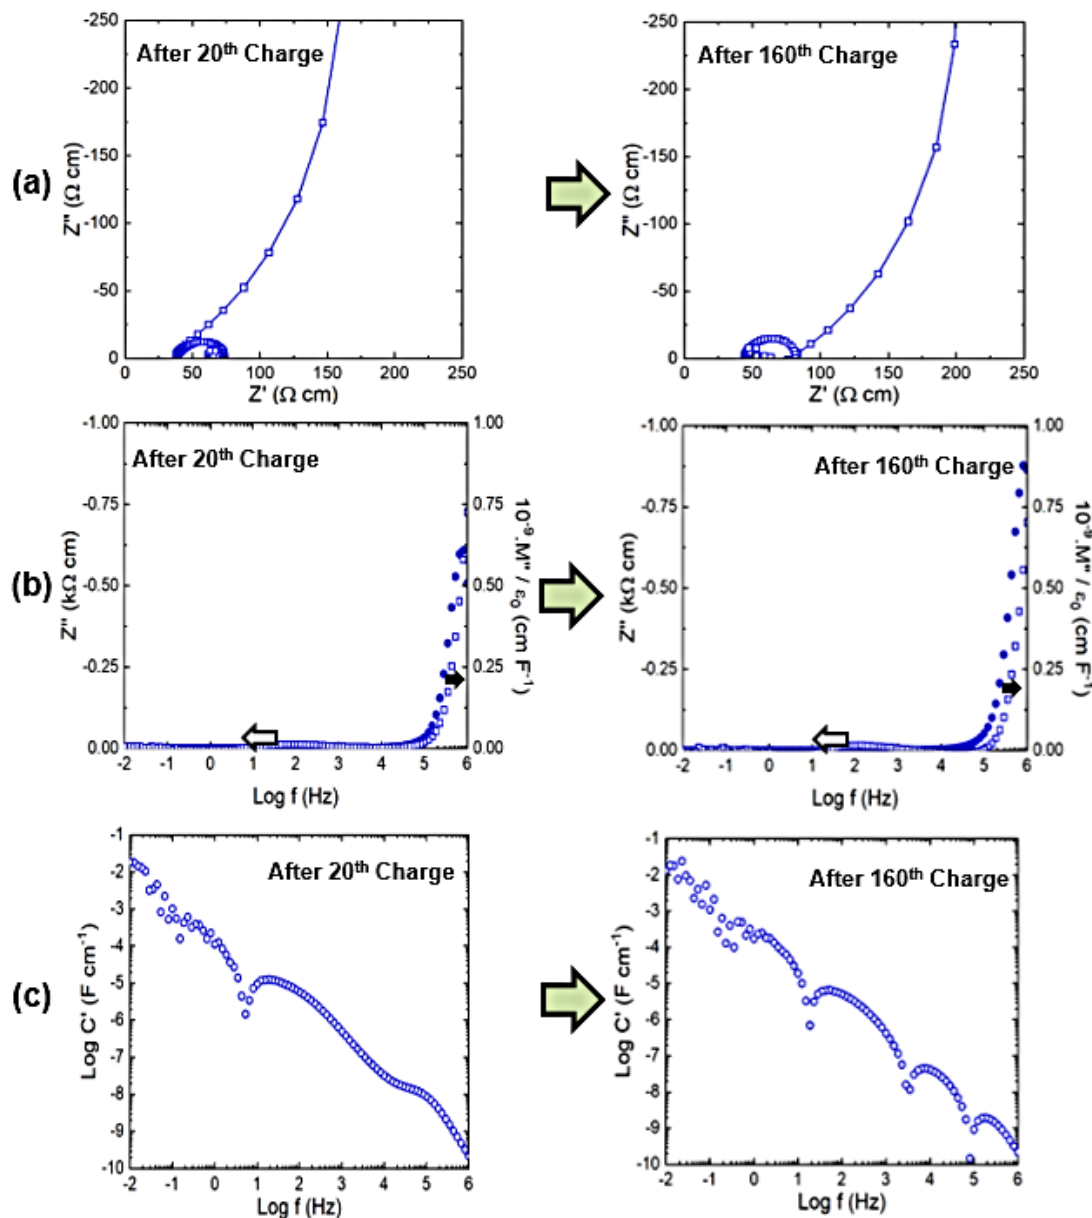 (a)
After 20th Charge
Z'' (Ω cm)
-250
-200
-150
-100
-50
0
0 50 100 150 200 250
Z' (Ω cm)
After 160th Charge
Z'' (Ω cm)
-250
-200
-150
-100
-50
0
0 50 100 150 200 250
Z' (Ω cm)
(b)
After 20th Charge
Z'' (kΩ cm)
-1.00
-0.75
-0.50
-0.25
0.00
-2 -1 0 1 2 3 4 5 6
Log f (Hz)
1.00
0.75
0.50
0.25
0.00
10⁻⁹.M'' / ε₀ (cm F⁻¹)
After 160th Charge
Z'' (kΩ cm)
-1.00
-0.75
-0.50
-0.25
0.00
-2 -1 0 1 2 3 4 5 6
Log f (Hz)
1.00
0.75
0.50
0.25
0.00
10⁻⁹.M'' / ε₀ (cm F⁻¹)
(c)
After 20th Charge
Log C' (F cm⁻¹)
-1
-2
-3
-4
-5
-6
-7
-8
-9
-10
-2 -1 0 1 2 3 4 5 6
Log f (Hz)
After 160th Charge
Log C' (F cm⁻¹)
-1
-2
-3
-4
-5
-6
-7
-8
-9
-10
-2 -1 0 1 2 3 4 5 6
Log f (Hz)